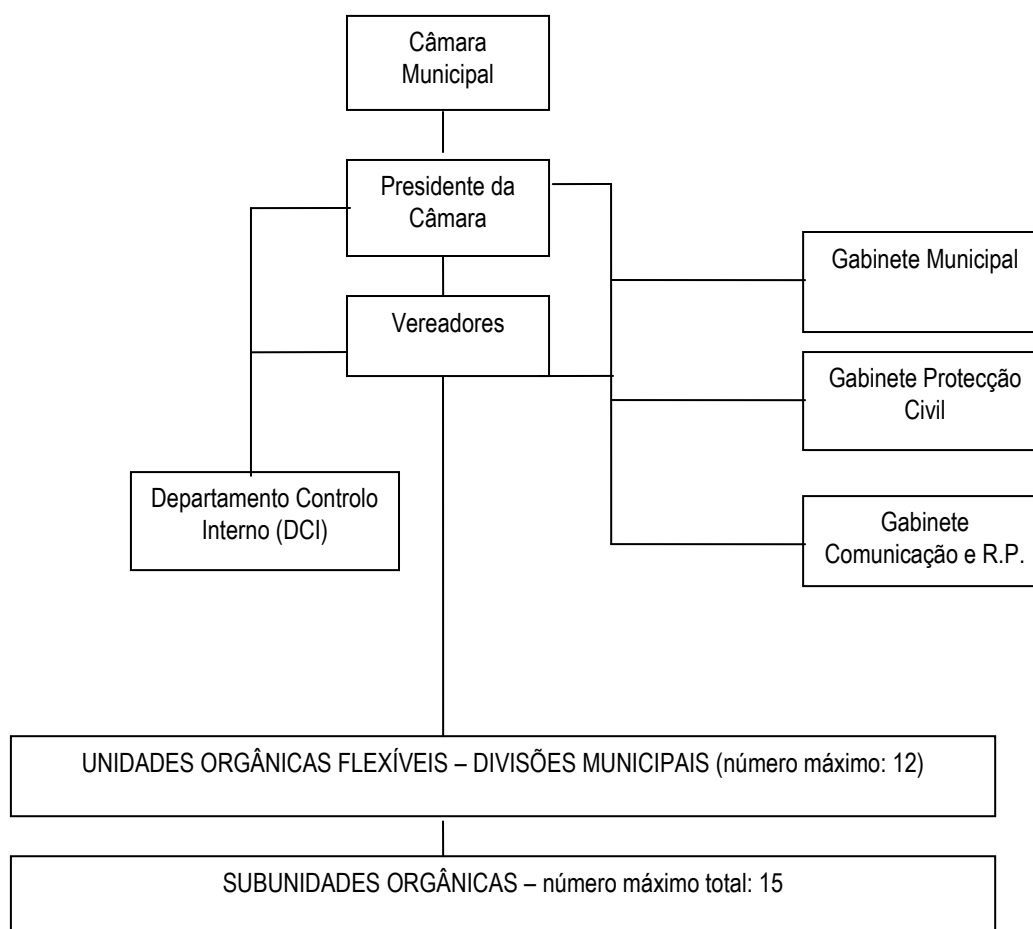 Câmara
Municipal
Presidente da
Câmara
Gabinete Municipal
Vereadores
Gabinete Protecção
Civil
Departamento Controlo
Interno (DCI)
Gabinete
Comunicação e R.P.
UNIDADES ORGÂNICAS FLEXÍVEIS – DIVISÕES MUNICIPAIS (número máximo: 12)
SUBUNIDADES ORGÂNICAS – número máximo total: 15